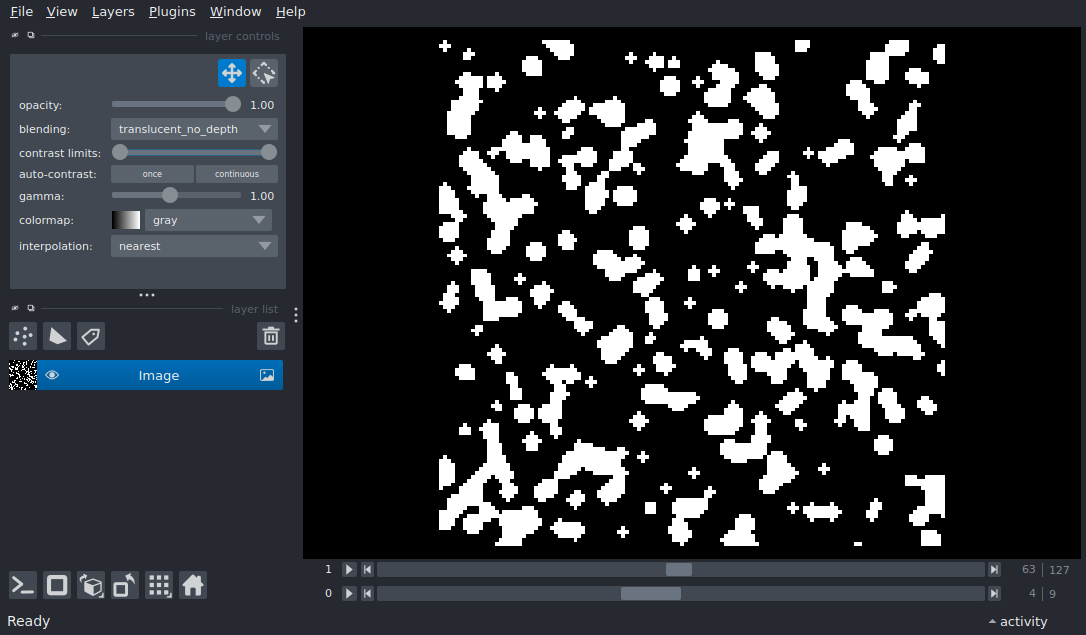 File View Layers Plugins Window Help
layer controls
opacity: 1.00
blending: translucent_no_depth
contrast limits:
auto-contrast: once continuous
gamma: 1.00
colormap: gray
interpolation: nearest
layer list
Image
1 63 127
0 4 9
Ready activity